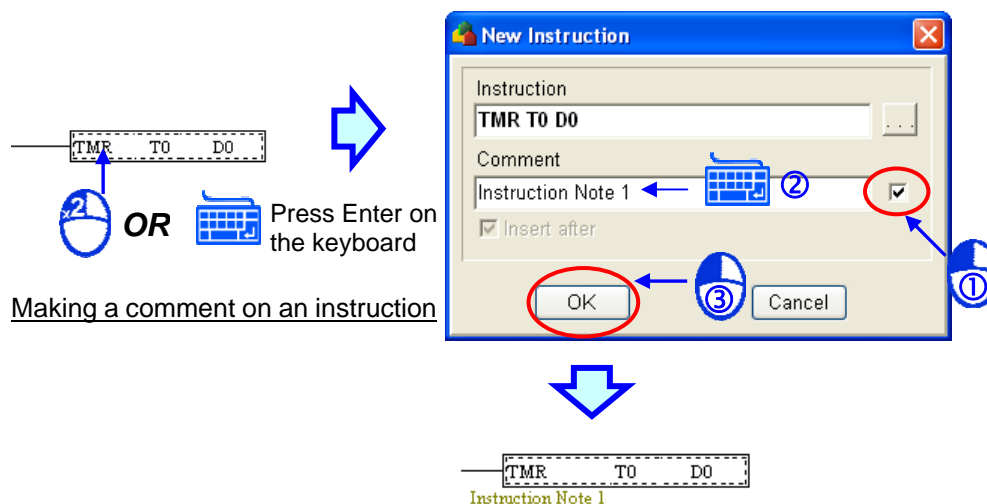 New Instruction
Instruction
TMR T0 D0
...
Comment
Instruction Note 1
②
Insert after
①
OK
③
Cancel
TMR T0 D0
x2
OR
Press Enter on
the keyboard
Making a comment on an instruction
TMR T0 D0
Instruction Note 1